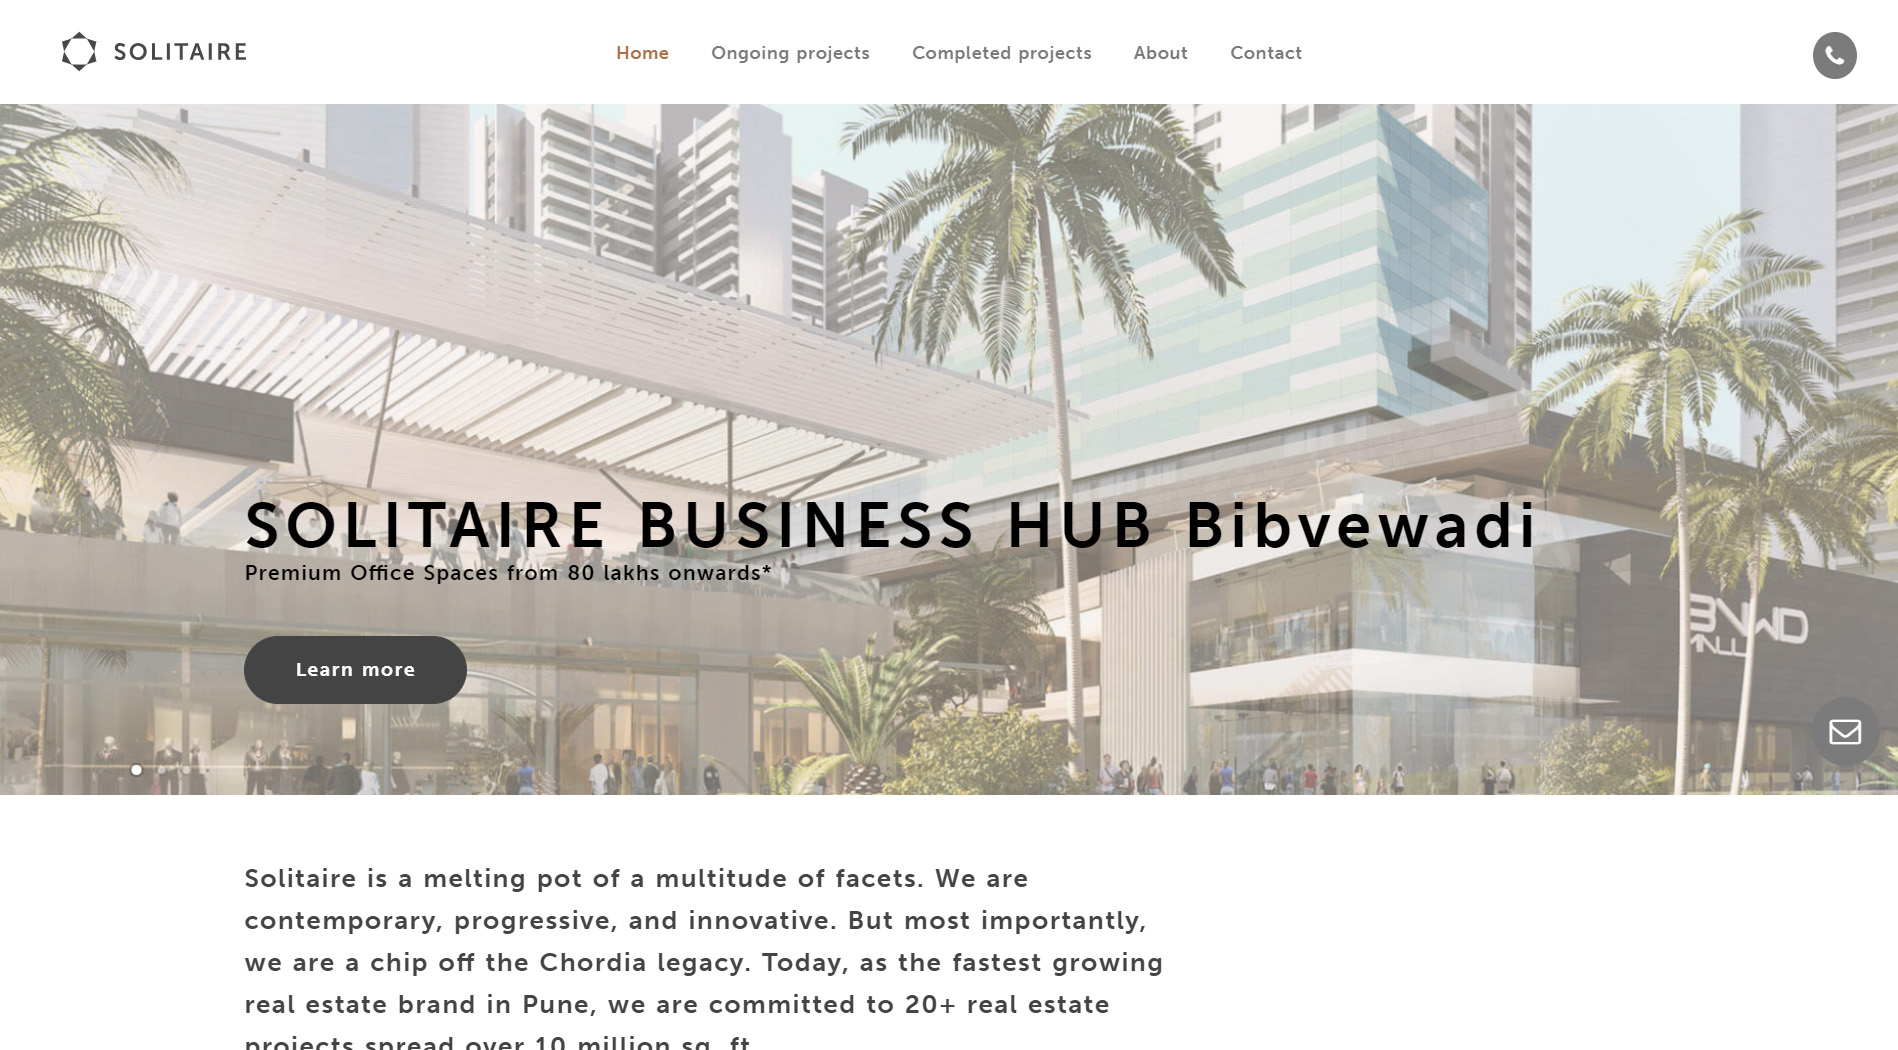 SOLITAIRE
Home Ongoing projects Completed projects About Contact
SOLITAIRE BUSINESS HUB Bibvewadi
Premium Office Spaces from 80 lakhs onwards*
BNWD
Learn more
Solitaire is a melting pot of a multitude of facets. We are
contemporary, progressive, and innovative. But most importantly,
we are a chip off the Chordia legacy. Today, as the fastest growing
real estate brand in Pune, we are committed to 20+ real estate
projects spread over 10 million sq. ft.